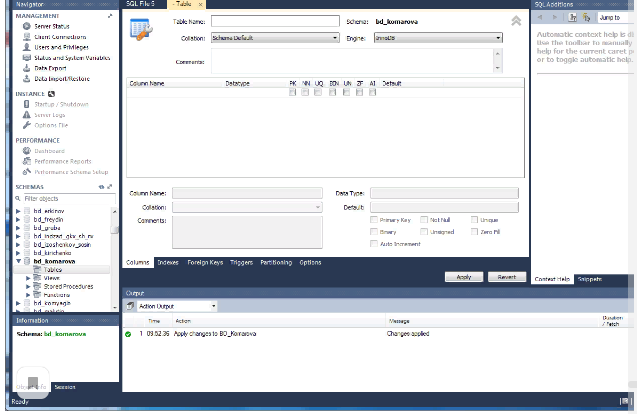 Navigator
SQL File 5
- Table
SQL Additions
MANAGEMENT
Server Status
Client Connections
Users and Privileges
Status and System Variables
Data Export
Data Import/Restore
INSTANCE
Startup / Shutdown
Server Logs
Options File
PERFORMANCE
Dashboard
Performance Reports
Performance Schema Setup
SCHEMAS
Filter objects
bd_erkinov
bd_freydin
bd_groba
bd_indzad_gkx_sh_rv
bd_izoshenkov_sosin
bd_kirichenko
bd_komarova
Tables
Views
Stored Procedures
Functions
bd_komyagin
Information
Schema: bd_komarova
Object Info
Session
Ready
Table Name:
Schema:
bd_komarova
Collation:
Schema Default
Engine:
InnoDB
Comments:
Column Name
Datatype
PK
NN
UQ
BIN
UN
ZF
AI
Default
Column Name:
Data Type:
Collation:
Default:
Comments:
Primary Key
Not Null
Unique
Binary
Unsigned
Zero Fill
Auto Increment
Columns
Indexes
Foreign Keys
Triggers
Partitioning
Options
Apply
Revert
Output
Action Output
Time
Action
Message
Duration / Fetch
1 09:52:36 Apply changes to BD_Komarova
Changes applied
Jump to
Automatic context help is di
Use the toolbar to manually
help for the current caret p
or to toggle automatic help.
Context Help
Snippets